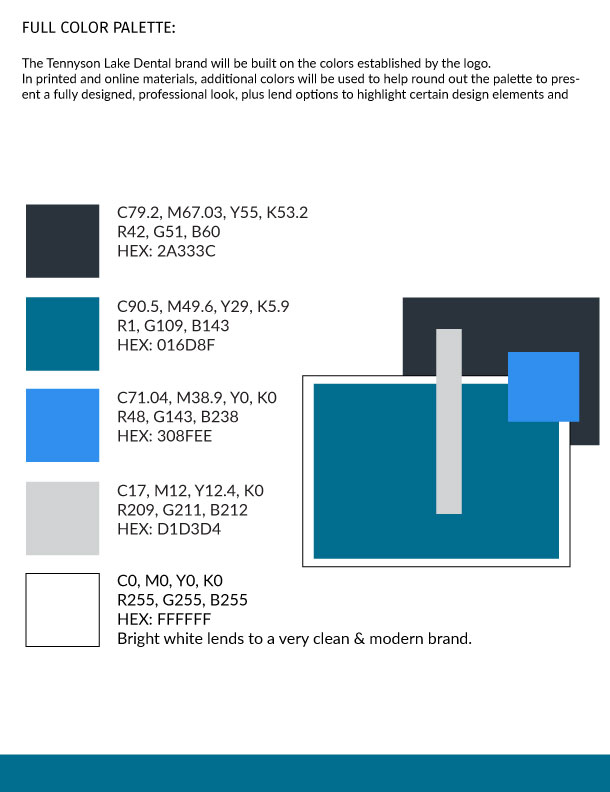 FULL COLOR PALETTE:
The Tennyson Lake Dental brand will be built on the colors established by the logo.
In printed and online materials, additional colors will be used to help round out the palette to pres-
ent a fully designed, professional look, plus lend options to highlight certain design elements and
C79.2, M67.03, Y55, K53.2
R42, G51, B60
HEX: 2A333C
C90.5, M49.6, Y29, K5.9
R1, G109, B143
HEX: 016D8F
C71.04, M38.9, Y0, K0
R48, G143, B238
HEX: 308FEE
C17, M12, Y12.4, K0
R209, G211, B212
HEX: D1D3D4
C0, M0, Y0, K0
R255, G255, B255
HEX: FFFFFF
Bright white lends to a very clean & modern brand.